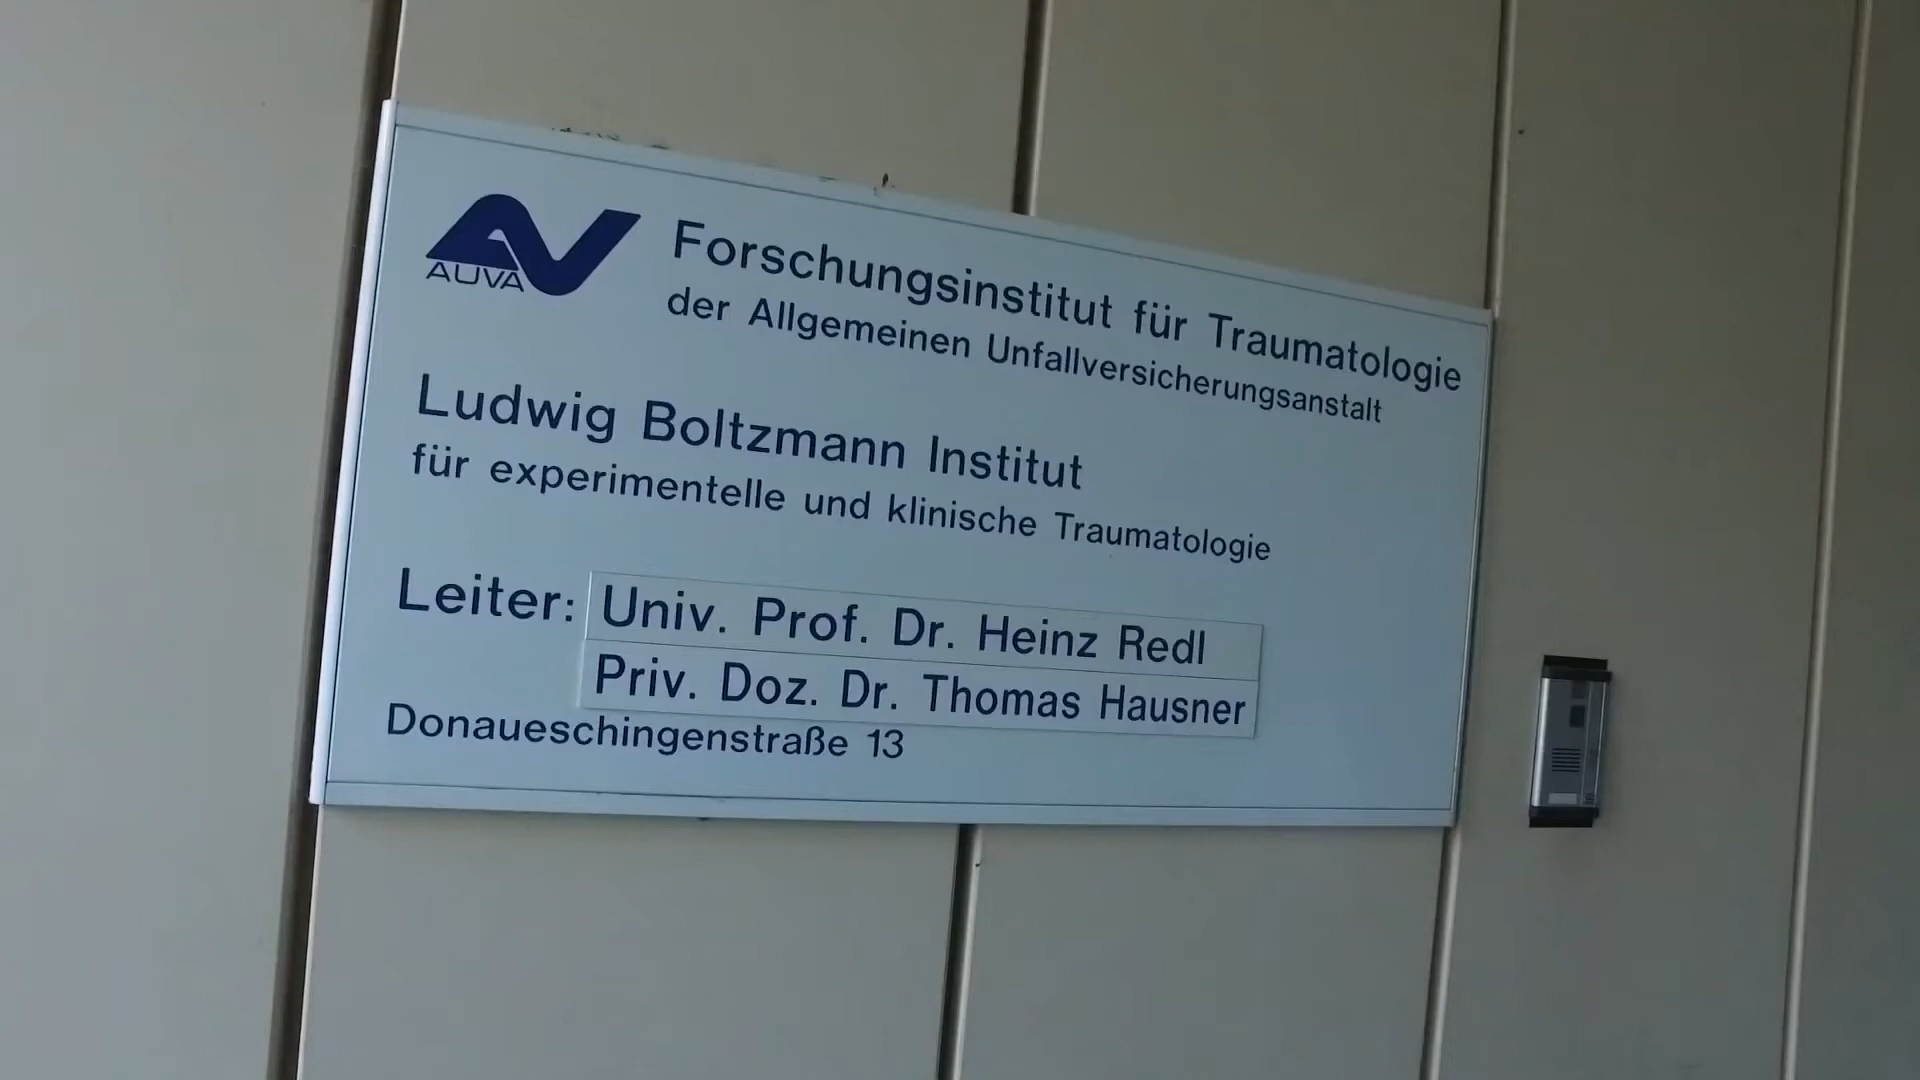 AUVA
Forschungsinstitut für Traumatologie
der Allgemeinen Unfallversicherungsanstalt
Ludwig Boltzmann Institut
für experimentelle und klinische Traumatologie
Leiter: Univ. Prof. Dr. Heinz Redl
Priv. Doz. Dr. Thomas Hausner
Donaueschingenstraße 13